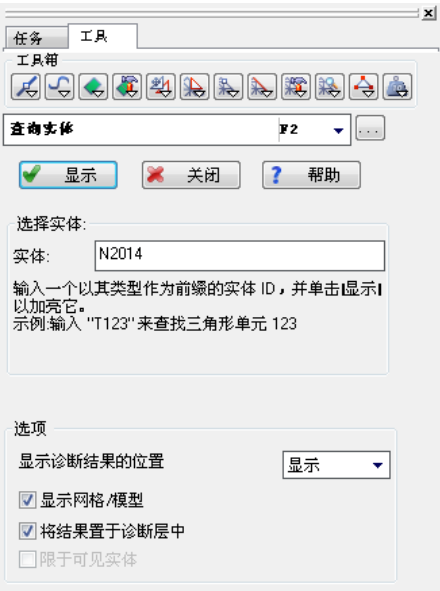 任务 工具
工具箱
查询实体 F2 ...
显示 关闭 ? 帮助
选择实体:
实体: N2014
输入一个以其类型作为前缀的实体 ID，并单击[显示]
以加亮它。
示例:输入 "T123" 来查找三角形单元 123
选项
显示诊断结果的位置 显示
显示网格/模型
将结果置于诊断层中
限于可见实体